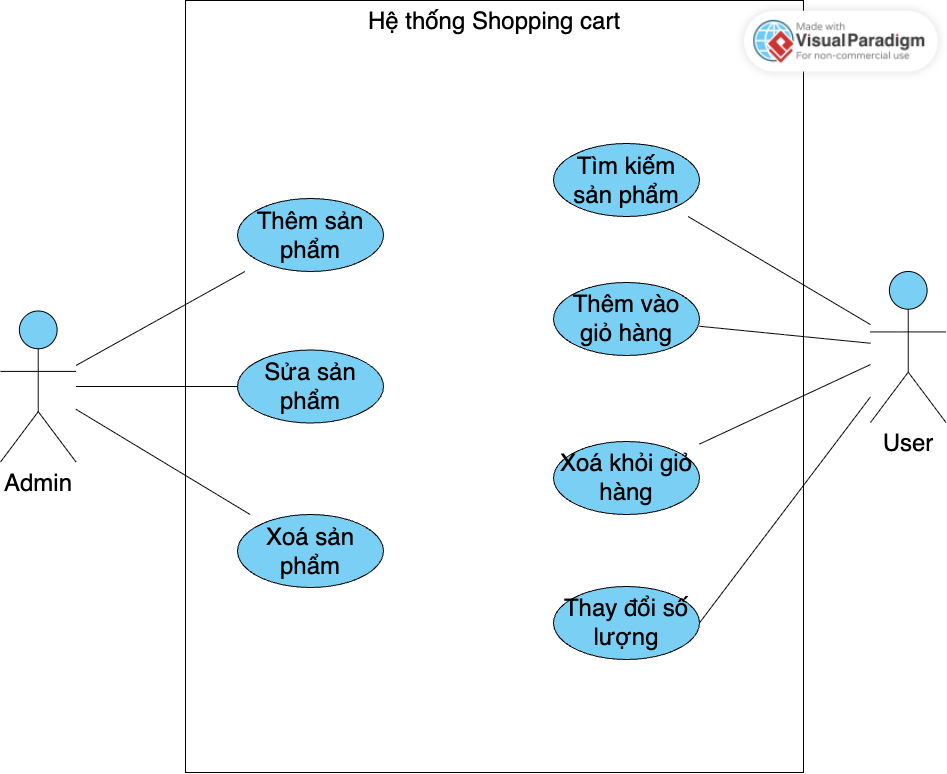 Hệ thống Shopping cart
Made with
Visual Paradigm
For non-commercial use
Tìm kiếm
sản phẩm
Thêm sản
phẩm
Thêm vào
giỏ hàng
Sửa sản
phẩm
User
Xoá khỏi giỏ
hàng
Admin
Xoá sản
phẩm
Thay đổi số
lượng